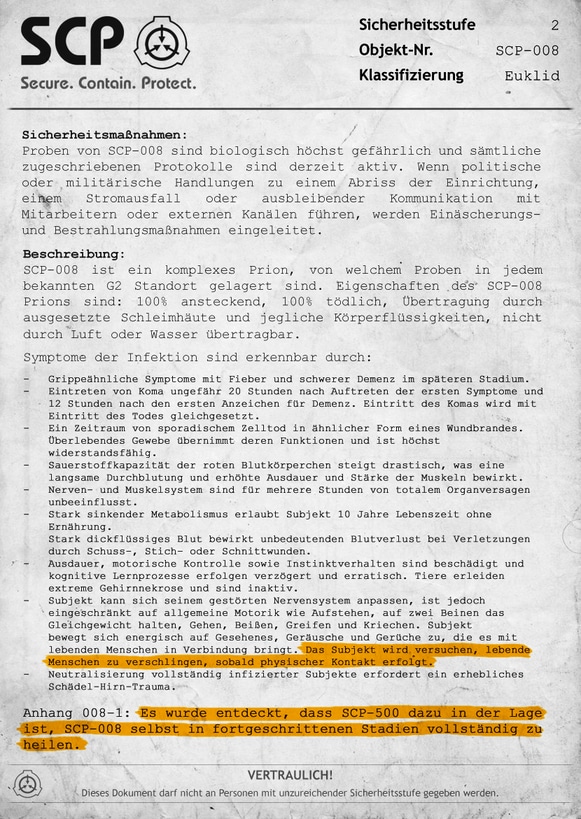 SCP
Secure. Contain. Protect.
Sicherheitsstufe 2
Objekt-Nr. SCP-008
Klassifizierung Euklid
Sicherheitsmaßnahmen:
Proben von SCP-008 sind biologisch höchst gefährlich und sämtliche
zugeschriebenen Protokolle sind derzeit aktiv. Wenn politische
oder militärische Handlungen zu einem Abriss der Einrichtung,
einem Stromausfall oder ausbleibender Kommunikation mit
Mitarbeitern oder externen Kanälen führen, werden Einäscherungs-
und Bestrahlungsmaßnahmen eingeleitet.
Beschreibung:
SCP-008 ist ein komplexes Prion, von welchem Proben in jedem
bekannten G2 Standort gelagert sind. Eigenschaften des SCP-008
Prions sind: 100% ansteckend, 100% tödlich, Übertragung durch
ausgesetzte Schleimhäute und jegliche Körperflüssigkeiten, nicht
durch Luft oder Wasser übertragbar.
Symptome der Infektion sind erkennbar durch:
- Grippeähnliche Symptome mit Fieber und schwerer Demenz im späteren Stadium.
- Eintreten von Koma ungefähr 20 Stunden nach Auftreten der ersten Symptome und
12 Stunden nach den ersten Anzeichen für Demenz. Eintritt des Komas wird mit
Eintritt des Todes gleichgesetzt.
- Ein Zeitraum von sporadischem Zelltod in ähnlicher Form eines Wundbrandes.
Überlebendes Gewebe übernimmt deren Funktionen und ist höchst
widerstandsfähig.
- Sauerstoffkapazität der roten Blutkörperchen steigt drastisch, was eine
langsame Durchblutung und erhöhte Ausdauer und Stärke der Muskeln bewirkt.
- Nerven- und Muskelsystem sind für mehrere Stunden von totalem Organversagen
unbeeinflusst.
- Stark sinkender Metabolismus erlaubt Subjekt 10 Jahre Lebenszeit ohne
Ernährung.
Stark dickflüssiges Blut bewirkt unbedeutenden Blutverlust bei Verletzungen
durch Schuss-, Stich- oder Schnittwunden.
- Ausdauer, motorische Kontrolle sowie Instinktverhalten sind beschädigt und
kognitive Lernprozesse erfolgen verzögert und erratisch. Tiere erleiden
extreme Gehirnnekrose und sind inaktiv.
- Subjekt kann sich seinem gestörten Nervensystem anpassen, ist jedoch
eingeschränkt auf allgemeine Motorik wie Aufstehen, auf zwei Beinen das
Gleichgewicht halten, Gehen, Beißen, Greifen und Kriechen. Subjekt
bewegt sich energisch auf Gesehenes, Geräusche und Gerüche zu, die es mit
lebenden Menschen in Verbindung bringt. Das Subjekt wird versuchen, lebende
Menschen zu verschlingen, sobald physischer Kontakt erfolgt.
- Neutralisierung vollständig infizierter Subjekte erfordert ein erhebliches
Schädel-Hirn-Trauma.
Anhang 008-1: Es wurde entdeckt, dass SCP-500 dazu in der Lage
ist, SCP-008 selbst in fortgeschrittenen Stadien vollständig zu
heilen.
VERTRAULICH!
Dieses Dokument darf nicht an Personen mit unzureichender Sicherheitsstufe gegeben werden.